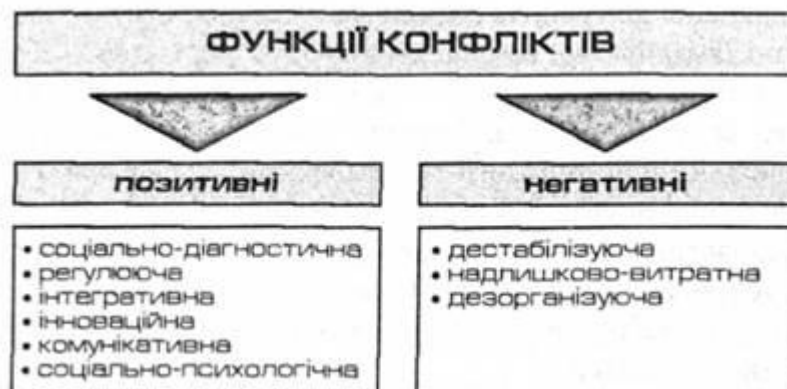 ФУНКЦІЇ КОНФЛІКТІВ
позитивні
• соціально-діагностична
• регулююча
• інтегративна
• інноваційна
• комунікативна
• соціально-психологічна
негативні
• дестабілізуюча
• надлишково-витратна
• дезорганізуюча